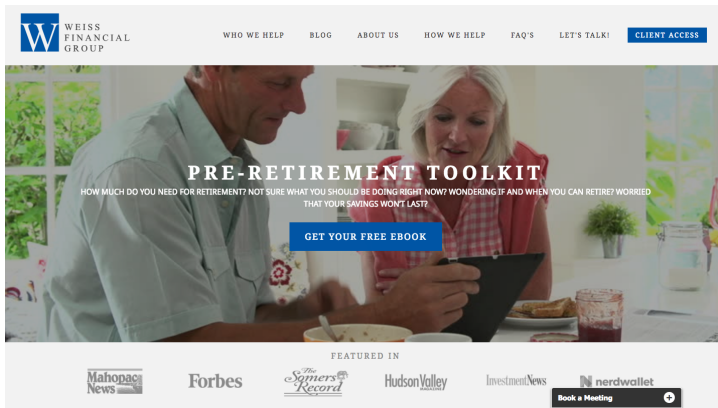 WEISS
FINANCIAL
GROUP
WHO WE HELP
BLOG
ABOUT US
HOW WE HELP
FAQ'S
LET'S TALK!
CLIENT ACCESS
PRE-RETIREMENT TOOLKIT
HOW MUCH DO YOU NEED FOR RETIREMENT? NOT SURE WHAT YOU SHOULD BE DOING RIGHT NOW? WONDERING IF AND WHEN YOU CAN RETIRE? WORRIED
THAT YOUR SAVINGS WON'T LAST?
GET YOUR FREE EBOOK
FEATURED IN
Mahopac
News
Forbes
The
Somers
Record
Hudson Valley
MAGAZINE
InvestmentNews
nerdwallet
Book a Meeting